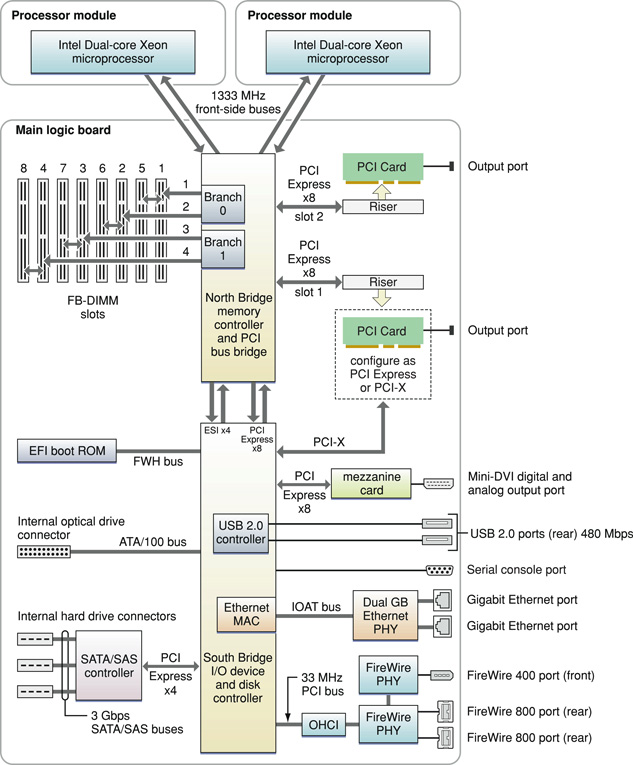 Processor module
Processor module
Intel Dual-core Xeon
microprocessor
Intel Dual-core Xeon
microprocessor
1333 MHz
front-side buses
Main logic board
8 4 7 3 6 2 5 1
1
2
3
4
Branch
0
Branch
1
FB-DIMM
slots
North Bridge
memory
controller
and PCI
bus bridge
PCI
Express
x8
slot 2
PCI Card
Riser
Output port
PCI
Express
x8
slot 1
Riser
PCI Card
Output port
configure as
PCI Express
or PCI-X
ESI x4
PCI
Express
x8
PCI-X
EFI boot ROM
FWH bus
PCI
Express
x8
mezzanine
card
Mini-DVI digital and
analog output port
Internal optical drive
connector
ATA/100 bus
USB 2.0
controller
USB 2.0 ports (rear) 480 Mbps
Serial console port
Ethernet
MAC
IOAT bus
Dual GB
Ethernet
PHY
Gigabit Ethernet port
Gigabit Ethernet port
Internal hard drive connectors
SATA/SAS
controller
PCI
Express
x4
3 Gbps
SATA/SAS buses
South Bridge
I/O device
and disk
controller
33 MHz
PCI bus
OHCI
FireWire
PHY
FireWire
PHY
FireWire 400 port (front)
FireWire 800 port (rear)
FireWire 800 port (rear)